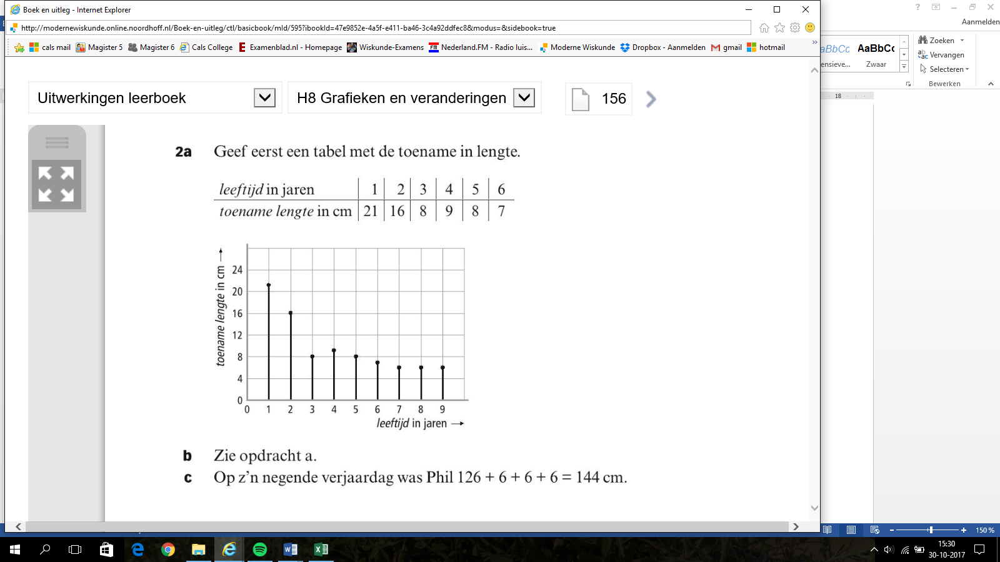 Boek en uitleg - Internet Explorer
http://modernewiskunde.online.noordhoff.nl/Boek-en-uitleg/ctl/basicbook/mld/595?ibookId=47e9852e-4a5f-e411-ba46-3c4a92ddfec8&modus=&sidebook=true
cals mail Magister 5 Magister 6 Cals College Examenblad.nl - Homepage Wiskunde-Examens Nederland.FM - Radio luis... Moderne Wiskunde Dropbox - Aanmelden gmail hotmail
Aanmelden
aBbCc AaBbCc
ensieve... Zwaar
Zoeken
Vervangen
Selecteren
Bewerken
18
Uitwerkingen leerboek H8 Grafieken en veranderingen 156
2a Geef eerst een tabel met de toename in lengte.
leeftijd in jaren 1 2 3 4 5 6
toename lengte in cm 21 16 8 9 8 7
toename lengte in cm
24
20
16
12
8
4
0
0 1 2 3 4 5 6 7 8 9
leeftijd in jaren
b Zie opdracht a.
c Op z'n negende verjaardag was Phil 126 + 6 + 6 + 6 = 144 cm.
150 %
15:30
30-10-2017